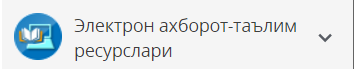 Электрон ахборот-таълим
ресурслари